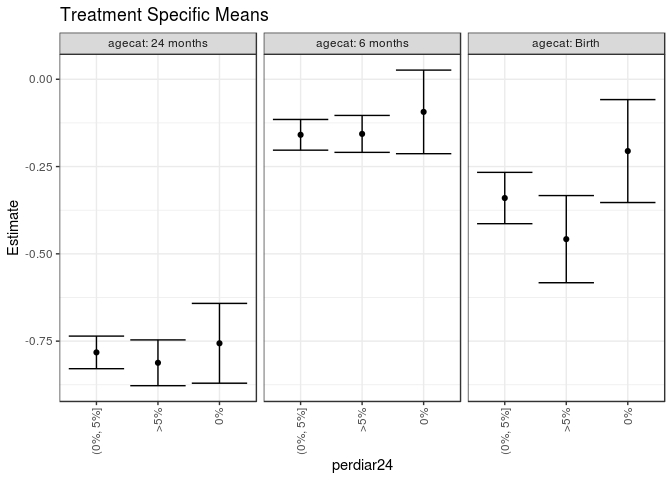 Treatment Specific Means
agecat: 24 months
agecat: 6 months
agecat: Birth
0.00
-0.25
-0.50
-0.75
Estimate
(0%, 5%]
>5%
0%
(0%, 5%]
>5%
0%
(0%, 5%]
>5%
0%
perdiar24